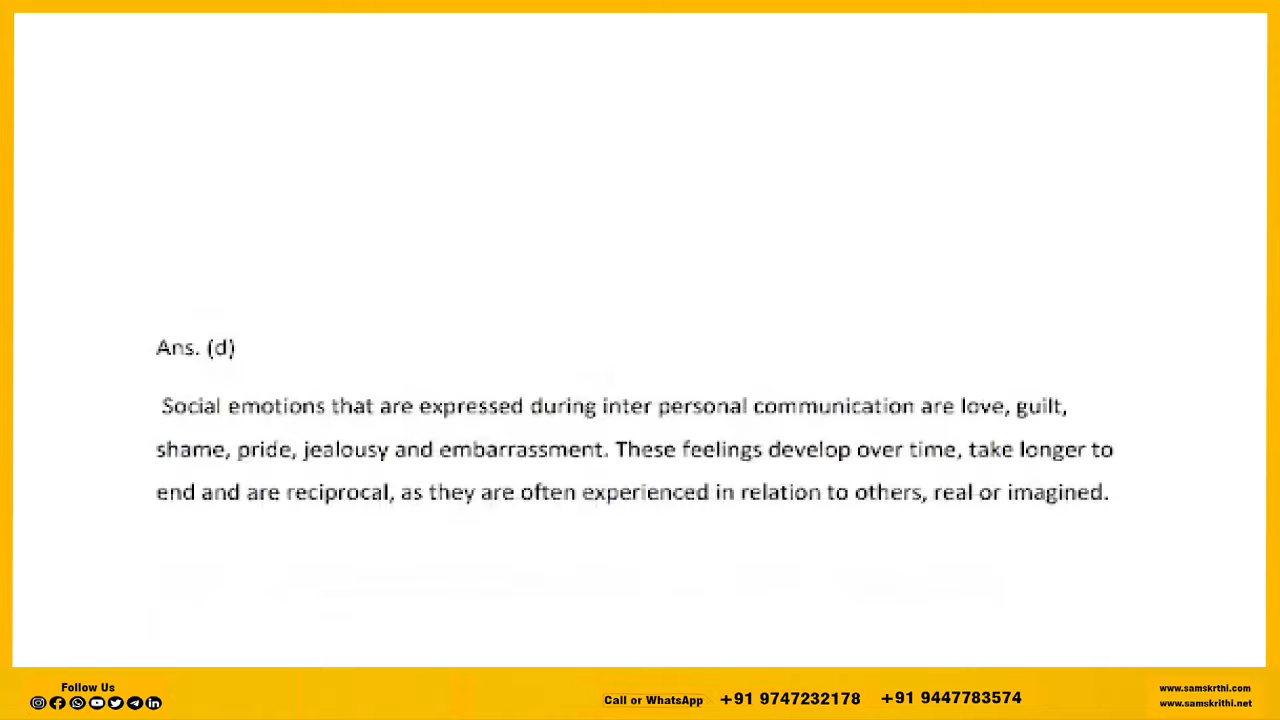 Ans. (d)
Social emotions that are expressed during inter personal communication are love, guilt,
shame, pride, jealousy and embarrassment. These feelings develop over time, take longer to
end and are reciprocal, as they are often experienced in relation to others, real or imagined.
Follow Us
Call or WhatsApp +91 9747232178 +91 9447783574
www.samskrthi.com
www.samskrithi.net